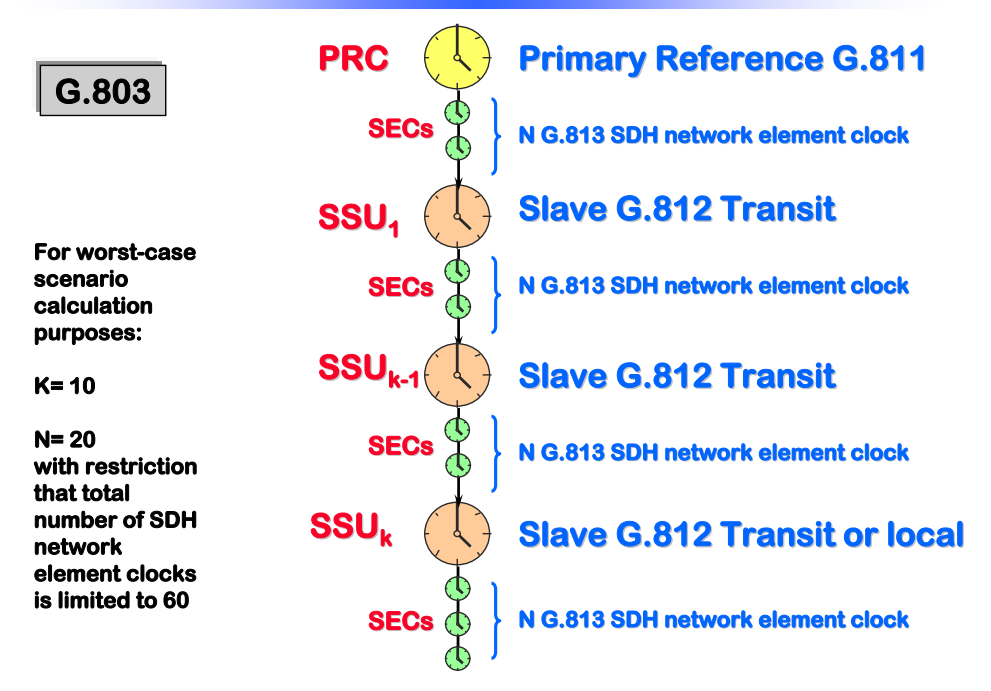 G.803
PRC
Primary Reference G.811
SECs
N G.813 SDH network element clock
SSU1
Slave G.812 Transit
SECs
N G.813 SDH network element clock
SSUk-1
Slave G.812 Transit
SECs
N G.813 SDH network element clock
SSUk
Slave G.812 Transit or local
SECs
N G.813 SDH network element clock
For worst-case
scenario
calculation
purposes:
K= 10
N= 20
with restriction
that total
number of SDH
network
element clocks
is limited to 60